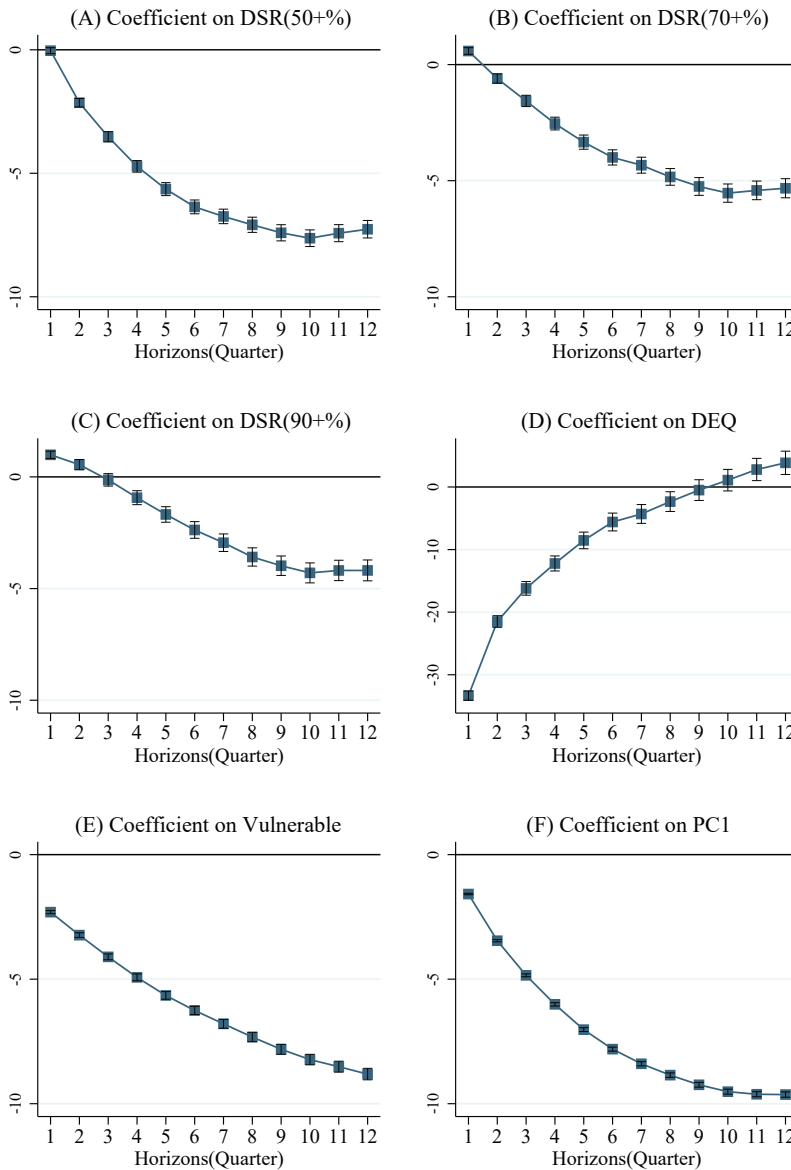 (A) Coefficient on DSR(50+%)
0
-5
-10
1 2 3 4 5 6 7 8 9 10 11 12
Horizons(Quarter)
(B) Coefficient on DSR(70+%)
0
-5
-10
1 2 3 4 5 6 7 8 9 10 11 12
Horizons(Quarter)
(C) Coefficient on DSR(90+%)
0
-5
-10
1 2 3 4 5 6 7 8 9 10 11 12
Horizons(Quarter)
(D) Coefficient on DEQ
0
-10
-20
-30
1 2 3 4 5 6 7 8 9 10 11 12
Horizons(Quarter)
(E) Coefficient on Vulnerable
0
-5
-10
1 2 3 4 5 6 7 8 9 10 11 12
Horizons(Quarter)
(F) Coefficient on PC1
0
-5
-10
1 2 3 4 5 6 7 8 9 10 11 12
Horizons(Quarter)